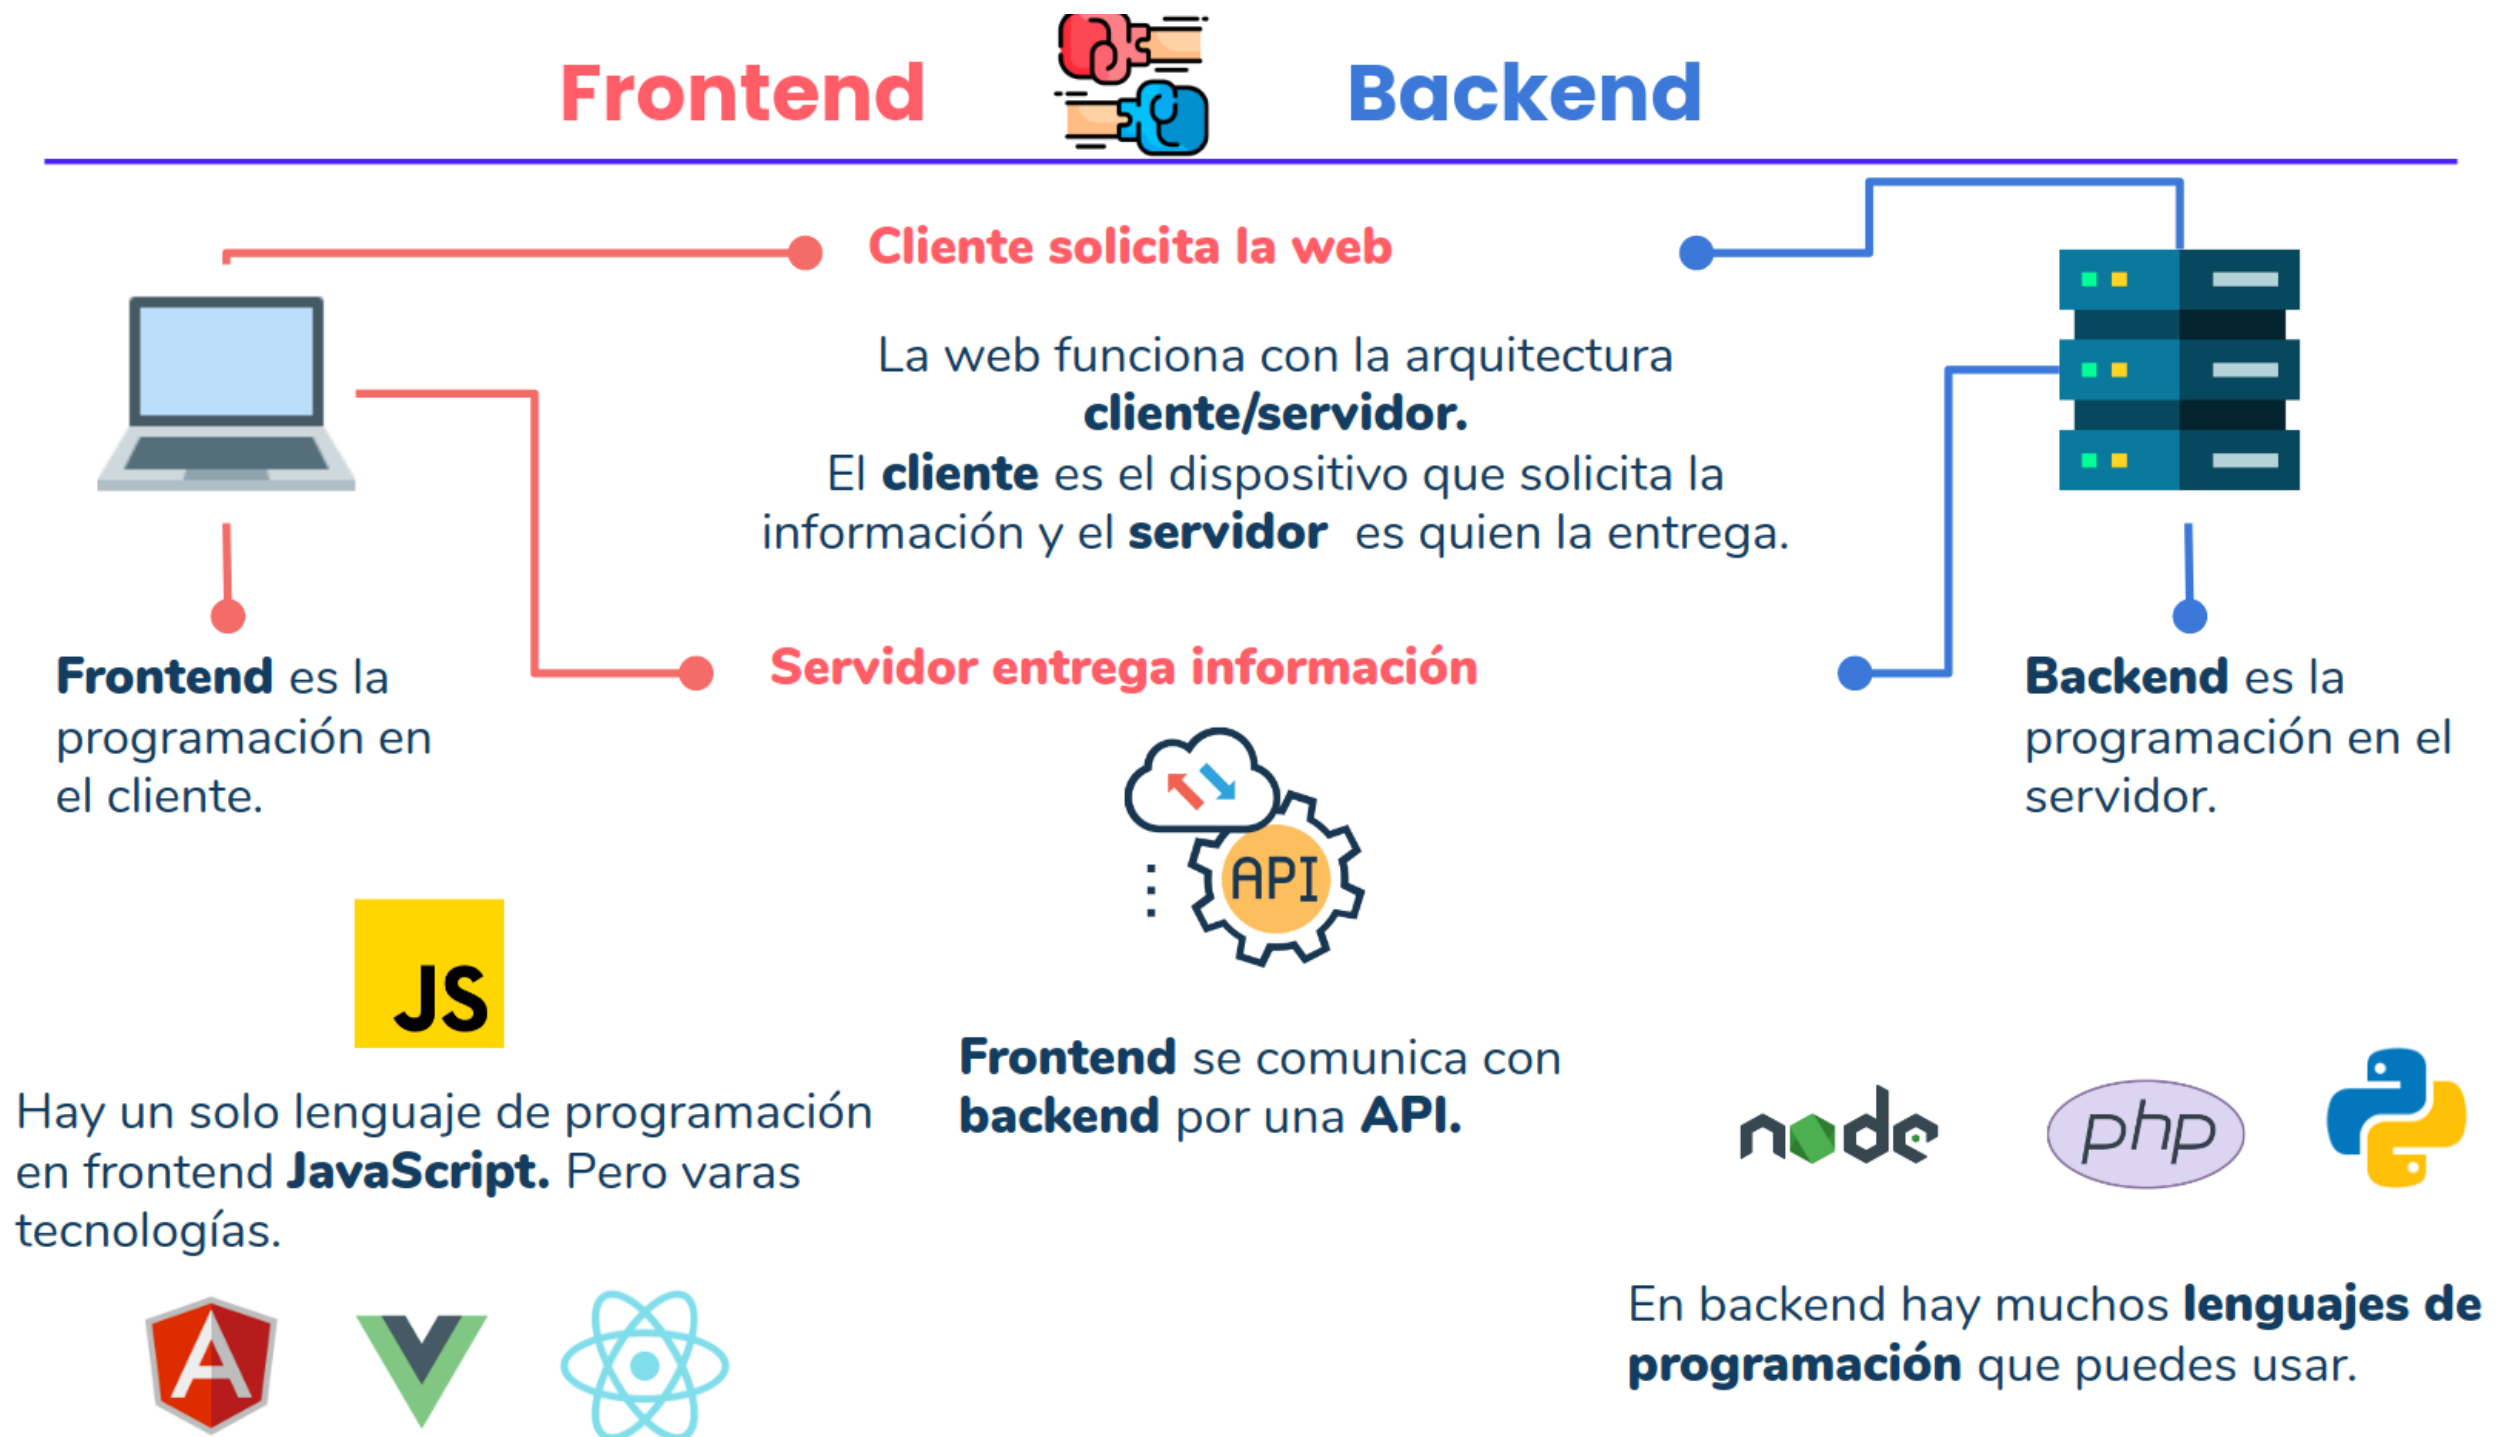 Frontend
Backend
Cliente solicita la web
La web funciona con la arquitectura
cliente/servidor.
El cliente es el dispositivo que solicita la
información y el servidor es quien la entrega.
Servidor entrega información
Frontend es la
programación en
el cliente.
Backend es la
programación en el
servidor.
API
JS
Frontend se comunica con
backend por una API.
Hay un solo lenguaje de programación
en frontend JavaScript. Pero varas
tecnologías.
node
php
A
En backend hay muchos lenguajes de
programación que puedes usar.